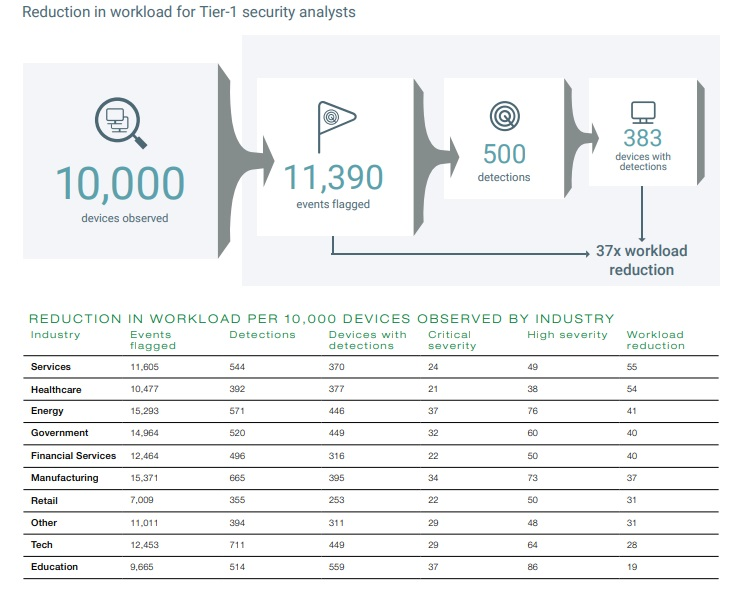 Reduction in workload for Tier-1 security analysts
10,000
devices observed
11,390
events flagged
500
detections
383
devices with
detections
37x workload
reduction
REDUCTION IN WORKLOAD PER 10,000 DEVICES OBSERVED BY INDUSTRY
Industry Events flagged Detections Devices with detections Critical severity High severity Workload reduction
Services 11,605 544 370 24 49 55
Healthcare 10,477 392 377 21 38 54
Energy 15,293 571 446 37 76 41
Government 14,964 520 449 32 60 40
Financial Services 12,464 496 316 22 50 40
Manufacturing 15,371 665 395 34 73 37
Retail 7,009 355 253 22 50 31
Other 11,011 394 311 29 48 31
Tech 12,453 711 449 29 64 28
Education 9,665 514 559 37 86 19